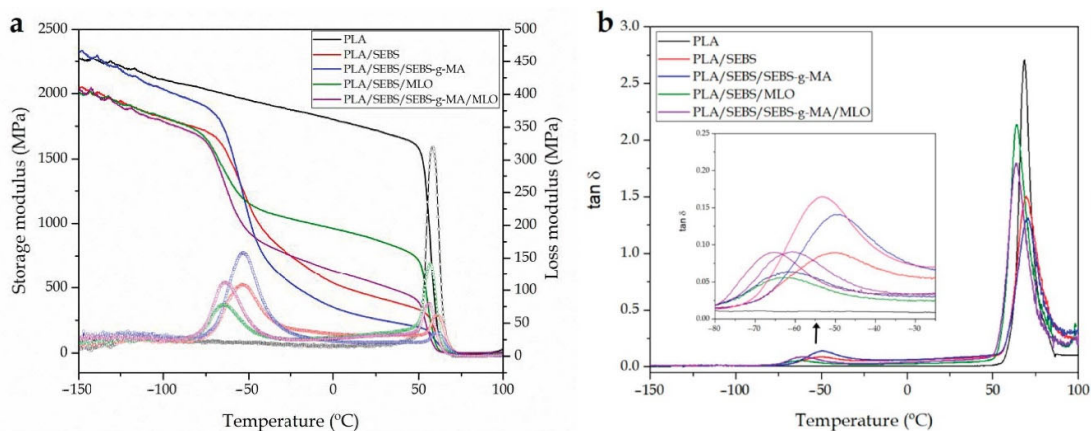 a
2500
2000
1500
1000
500
0
Storage modulus (MPa)
−150
−100
−50
0
50
100
Temperature (ºC)
500
450
400
350
300
250
200
150
100
50
0
Loss modulus (MPa)
PLA
PLA/SEBS
PLA/SEBS/SEBS-g-MA
PLA/SEBS/MLO
PLA/SEBS/SEBS-g-MA/MLO
b
3.0
2.5
2.0
1.5
1.0
0.5
0.0
tan δ
−150
−100
−50
0
50
100
Temperature (ºC)
PLA
PLA/SEBS
PLA/SEBS/SEBS-g-MA
PLA/SEBS/MLO
PLA/SEBS/SEBS-g-MA/MLO
0.25
0.20
0.15
0.10
0.05
0.00
tan δ
−80
−70
−60
−50
−40
−30
Temperature (ºC)